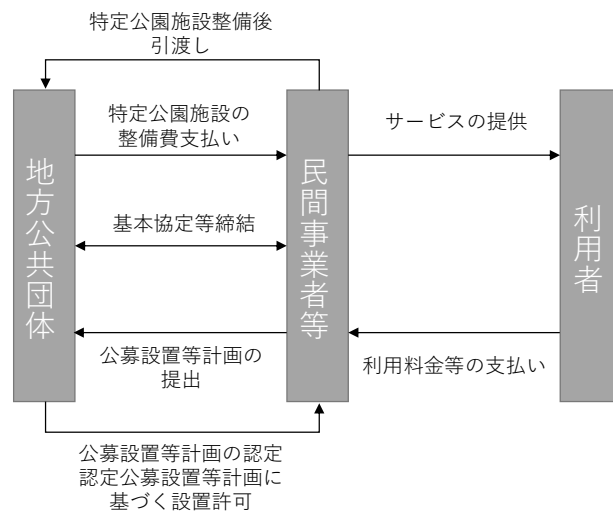 特定公園施設整備後
引渡し
特定公園施設の
整備費支払い
サービスの提供
地方公共団体
民間事業者等
利用者
基本協定等締結
公募設置等計画の
提出
利用料金等の支払い
公募設置等計画の認定
認定公募設置等計画に
基づく設置許可